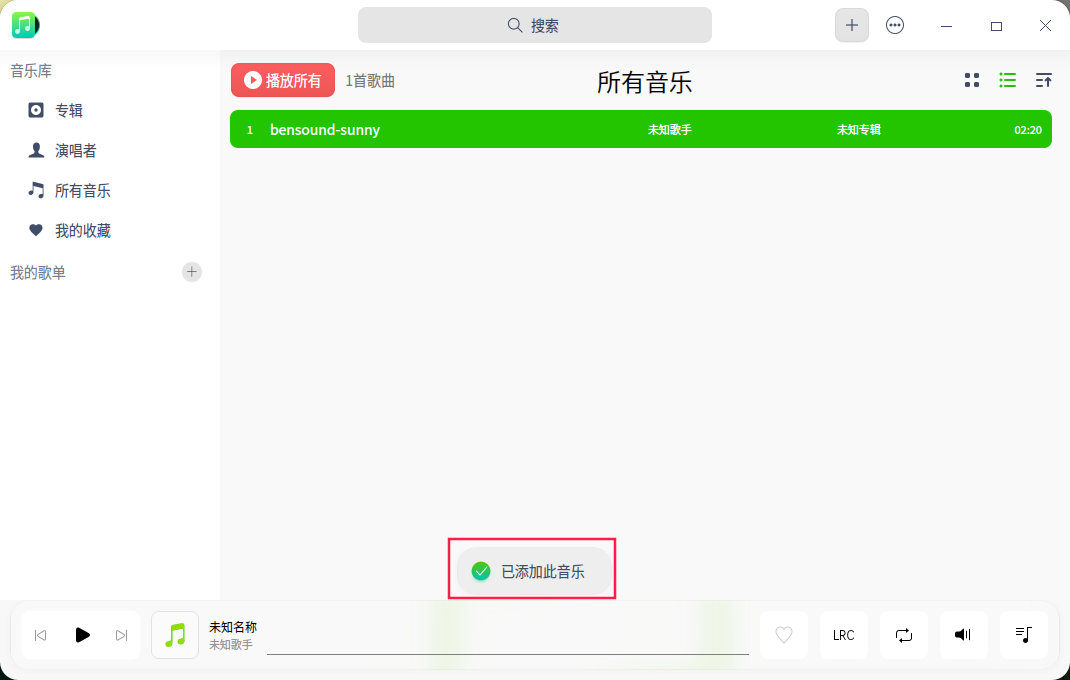 搜索
音乐库
专辑
演唱者
所有音乐
我的收藏
我的歌单
播放所有
1首歌曲
所有音乐
1 bensound-sunny 未知歌手 未知专辑 02:20
已添加此音乐
未知名称
未知歌手
LRC